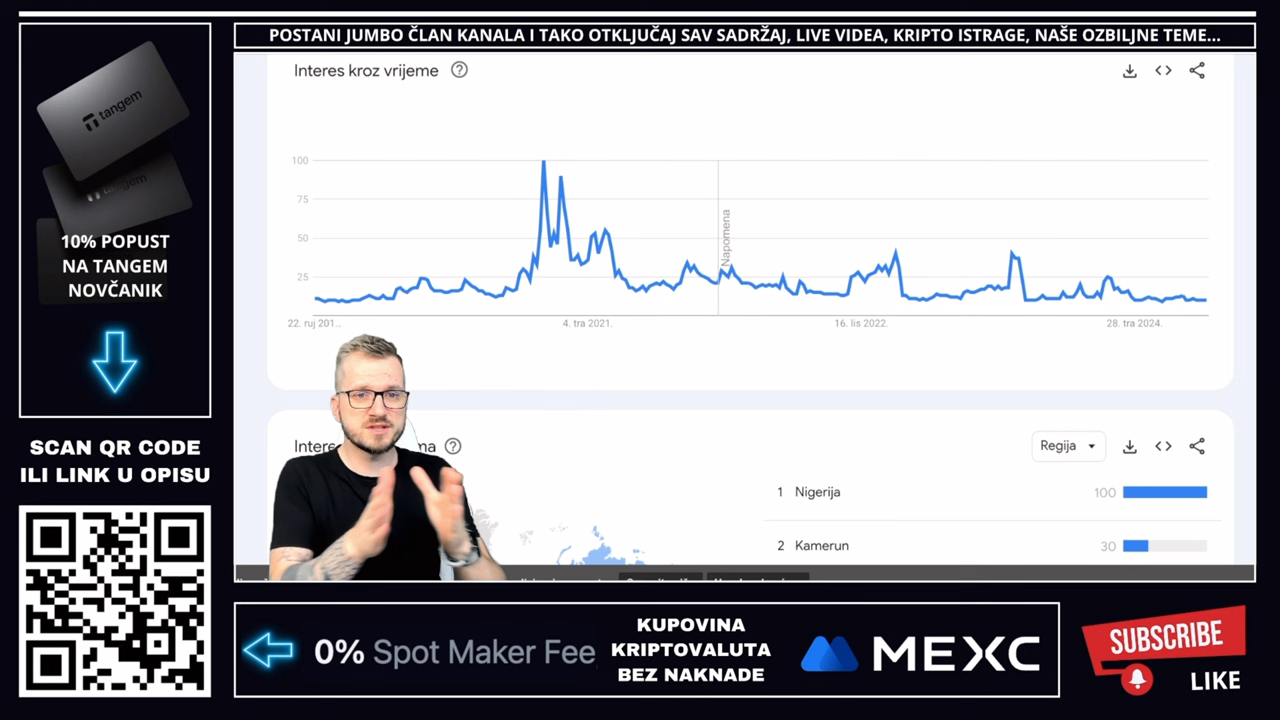 POSTANI JUMBO ČLAN KANALA I TAKO OTKLJUČAJ SAV SADRŽAJ, LIVE VIDEA, KRIPTO ISTRAGE, NAŠE OZBILJNE TEME...
tangem
tangem
10% POPUST
NA TANGEM
NOVČANIK
SCAN QR CODE
ILI LINK U OPISU
Interes kroz vrijeme
100
75
50
25
Napomena
22. ruj 201...
4. tra 2021.
16. lis 2022.
28. tra 2024.
Regija
1 Nigerija 100
2 Kamerun 30
0% Spot Maker Fee
KUPOVINA
KRIPTOVALUTA
BEZ NAKNADE
MEXC
SUBSCRIBE
LIKE